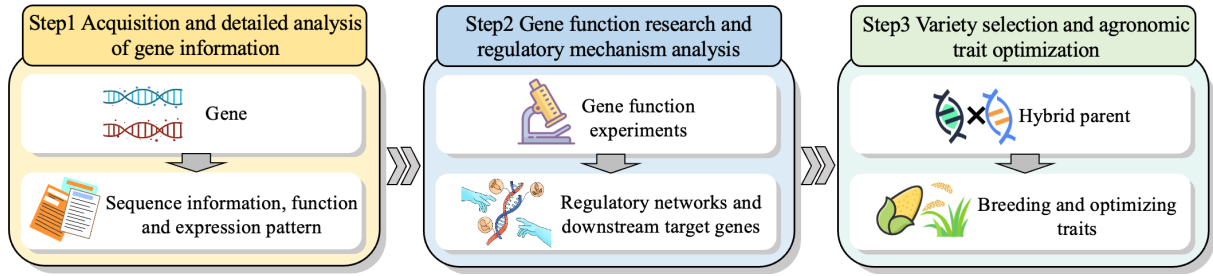 Step1 Acquisition and detailed analysis
of gene information
Gene
Sequence information, function
and expression pattern
Step2 Gene function research and
regulatory mechanism analysis
Gene function
experiments
Regulatory networks and
downstream target genes
Step3 Variety selection and agronomic
trait optimization
Hybrid parent
Breeding and optimizing
traits